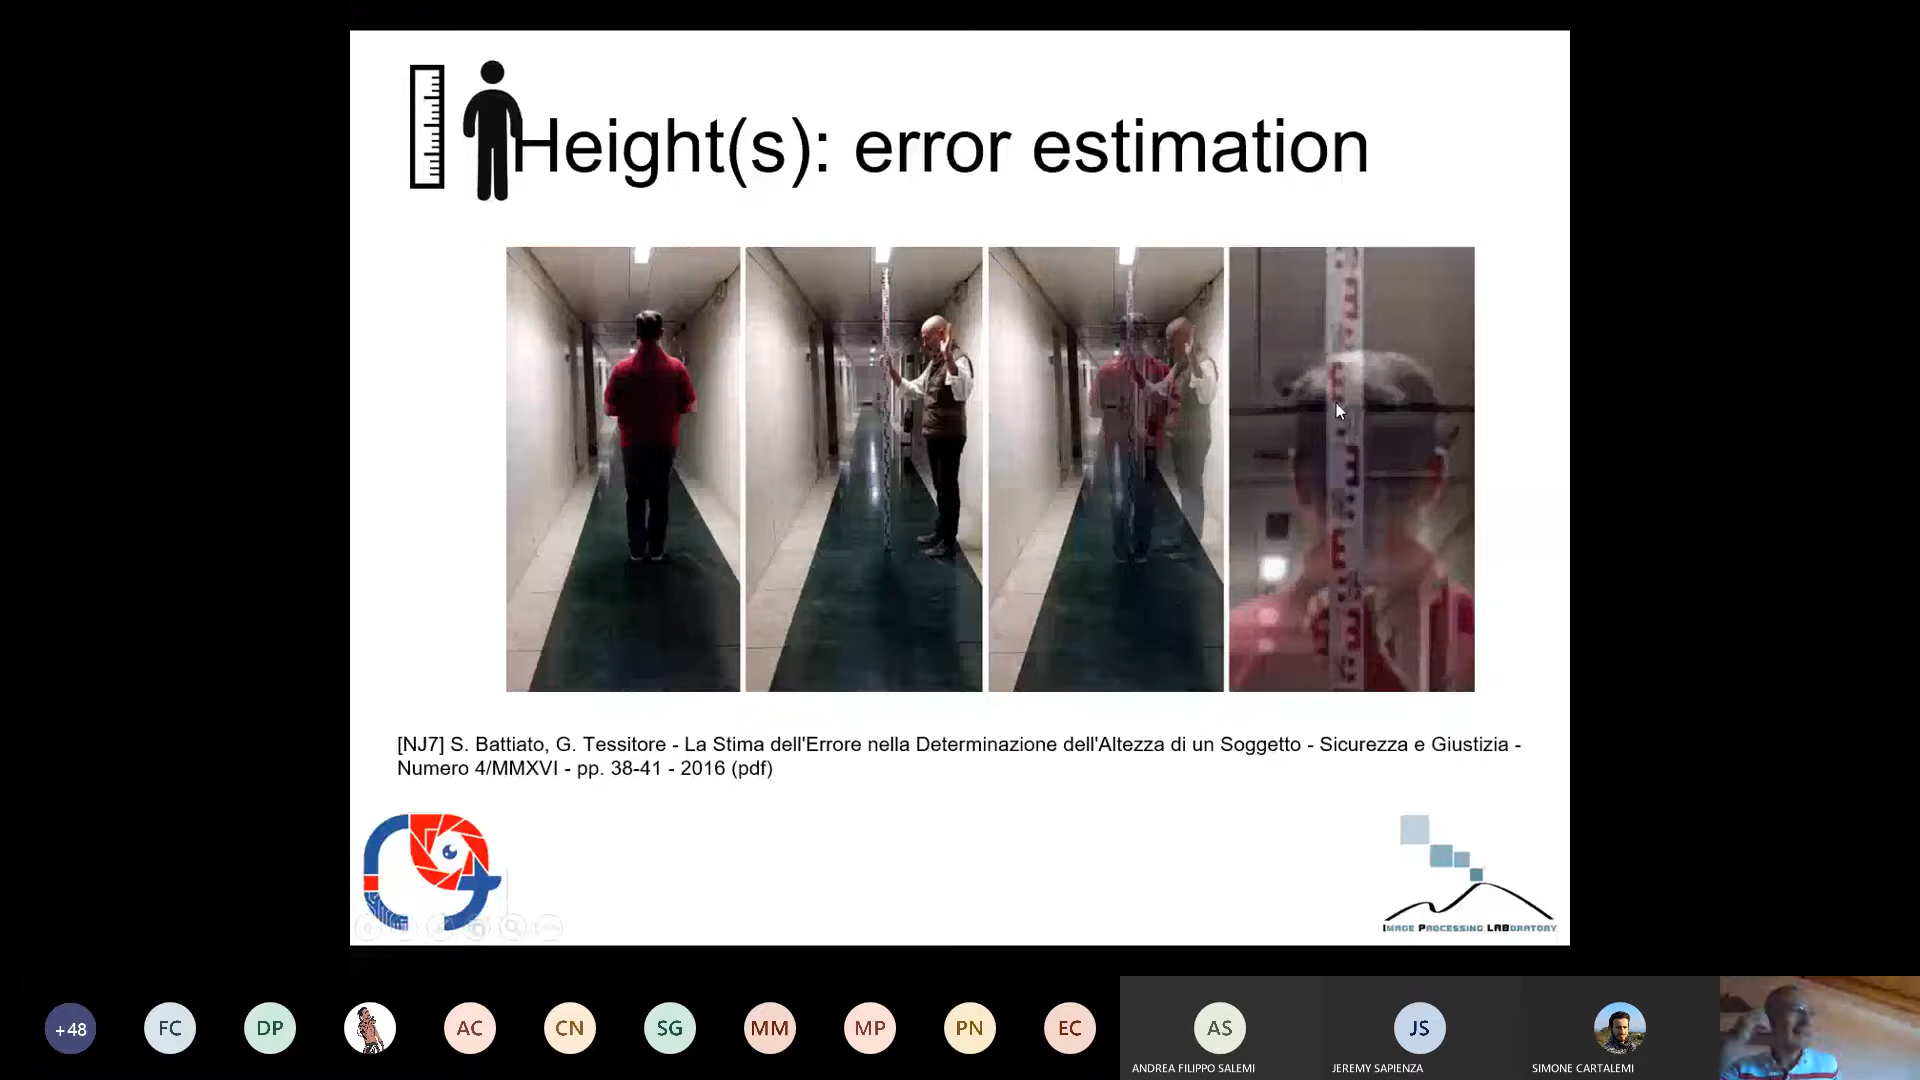 Height(s): error estimation
[NJ7] S. Battiato, G. Tessitore - La Stima dell'Errore nella Determinazione dell'Altezza di un Soggetto - Sicurezza e Giustizia -
Numero 4/MMXVI - pp. 38-41 - 2016 (pdf)
IMAGE PROCESSING LABORATORY
+48
FC
DP
AC
CN
SG
MM
MP
PN
EC
AS
JS
ANDREA FILIPPO SALEMI
JEREMY SAPIENZA
SIMONE CARTALEMI